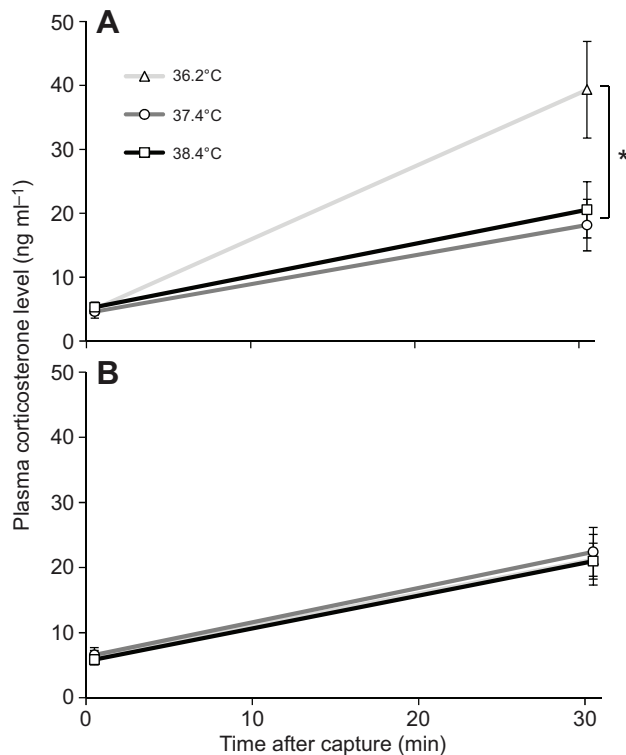 A
50
40
30
20
10
0
36.2°C
37.4°C
38.4°C
*
Plasma corticosterone level (ng ml–1)
B
50
40
30
20
10
0
0 10 20 30
Time after capture (min)